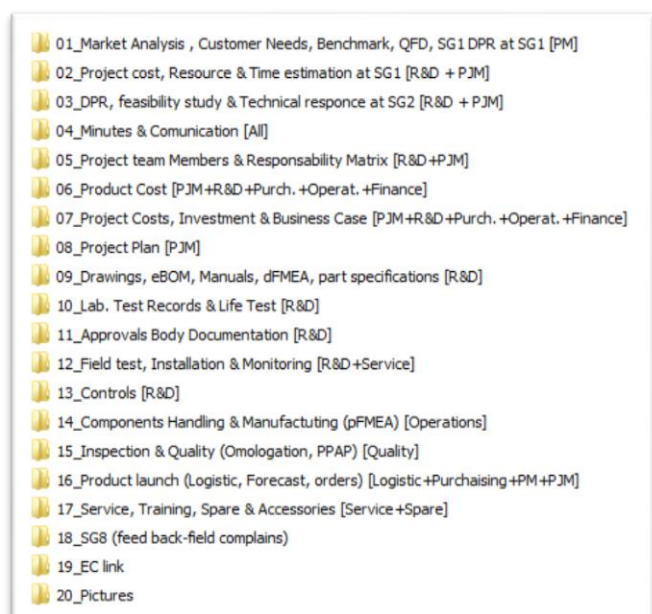 01_Market Analysis , Customer Needs, Benchmark, QFD, SG1 DPR at SG1 [PM]
02_Project cost, Resource & Time estimation at SG1 [R&D + PJM]
03_DPR, feasibility study & Technical responce at SG2 [R&D + PJM]
04_Minutes & Comunication [All]
05_Project team Members & Responsability Matrix [R&D+PJM]
06_Product Cost [PJM+R&D+Purch. +Operat. +Finance]
07_Project Costs, Investment & Business Case [PJM+R&D+Purch. +Operat. +Finance]
08_Project Plan [PJM]
09_Drawings, eBOM, Manuals, dFMEA, part specifications [R&D]
10_Lab. Test Records & Life Test [R&D]
11_Approvals Body Documentation [R&D]
12_Field test, Installation & Monitoring [R&D+Service]
13_Controls [R&D]
14_Components Handling & Manufactuting (pFMEA) [Operations]
15_Inspection & Quality (Omologation, PPAP) [Quality]
16_Product launch (Logistic, Forecast, orders) [Logistic+Purchaising+PM+PJM]
17_Service, Training, Spare & Accessories [Service+Spare]
18_SG8 (feed back-field complains)
19_EC link
20_Pictures